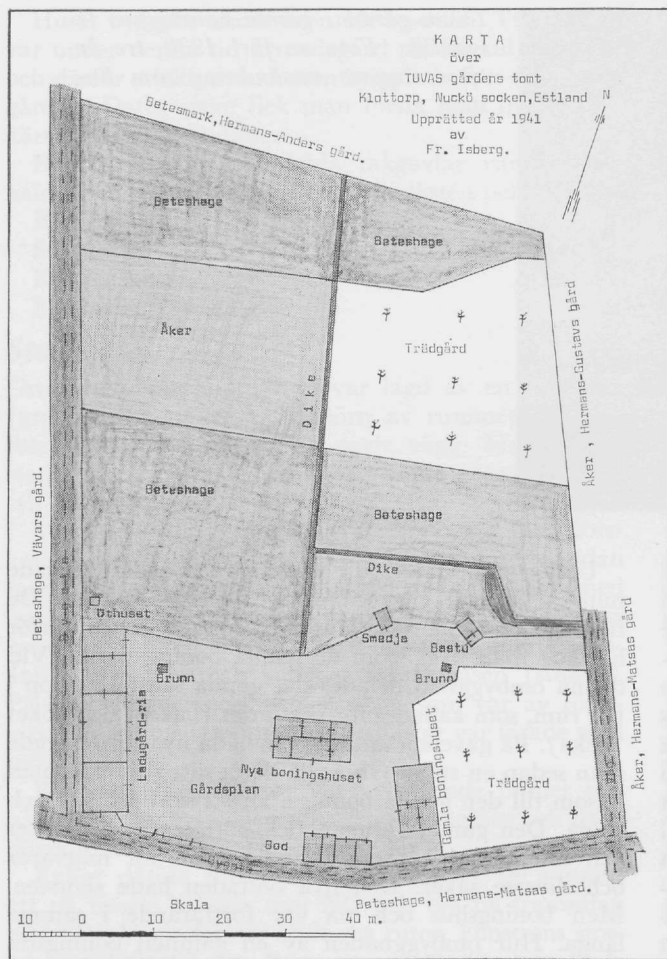 KARTA
över
TUVAS gårdens tomt
Klottorp, Nuckö socken, Estland
Upprätted år 1941
av
Fr. Isberg.
N
Betesmark, Hermans-Anders gård.
Beteshage
Beteshage
Åker
Trädgård
Dike
Åker, Hermans-Gustavs gård
Beteshage
Beteshage
Beteshage, Vävars gård.
Dike
Uthuset
Smedja
Bastu
Brunn
Brunn
Åker, Hermans-Matsas gård
Ladugård-ria
Nya boningshuset
Gamla boningshuset
Trädgård
Gårdsplan
Bod
Beteshage, Hermans-Matsas gård.
Skala
10 0 10 20 30 40 m.